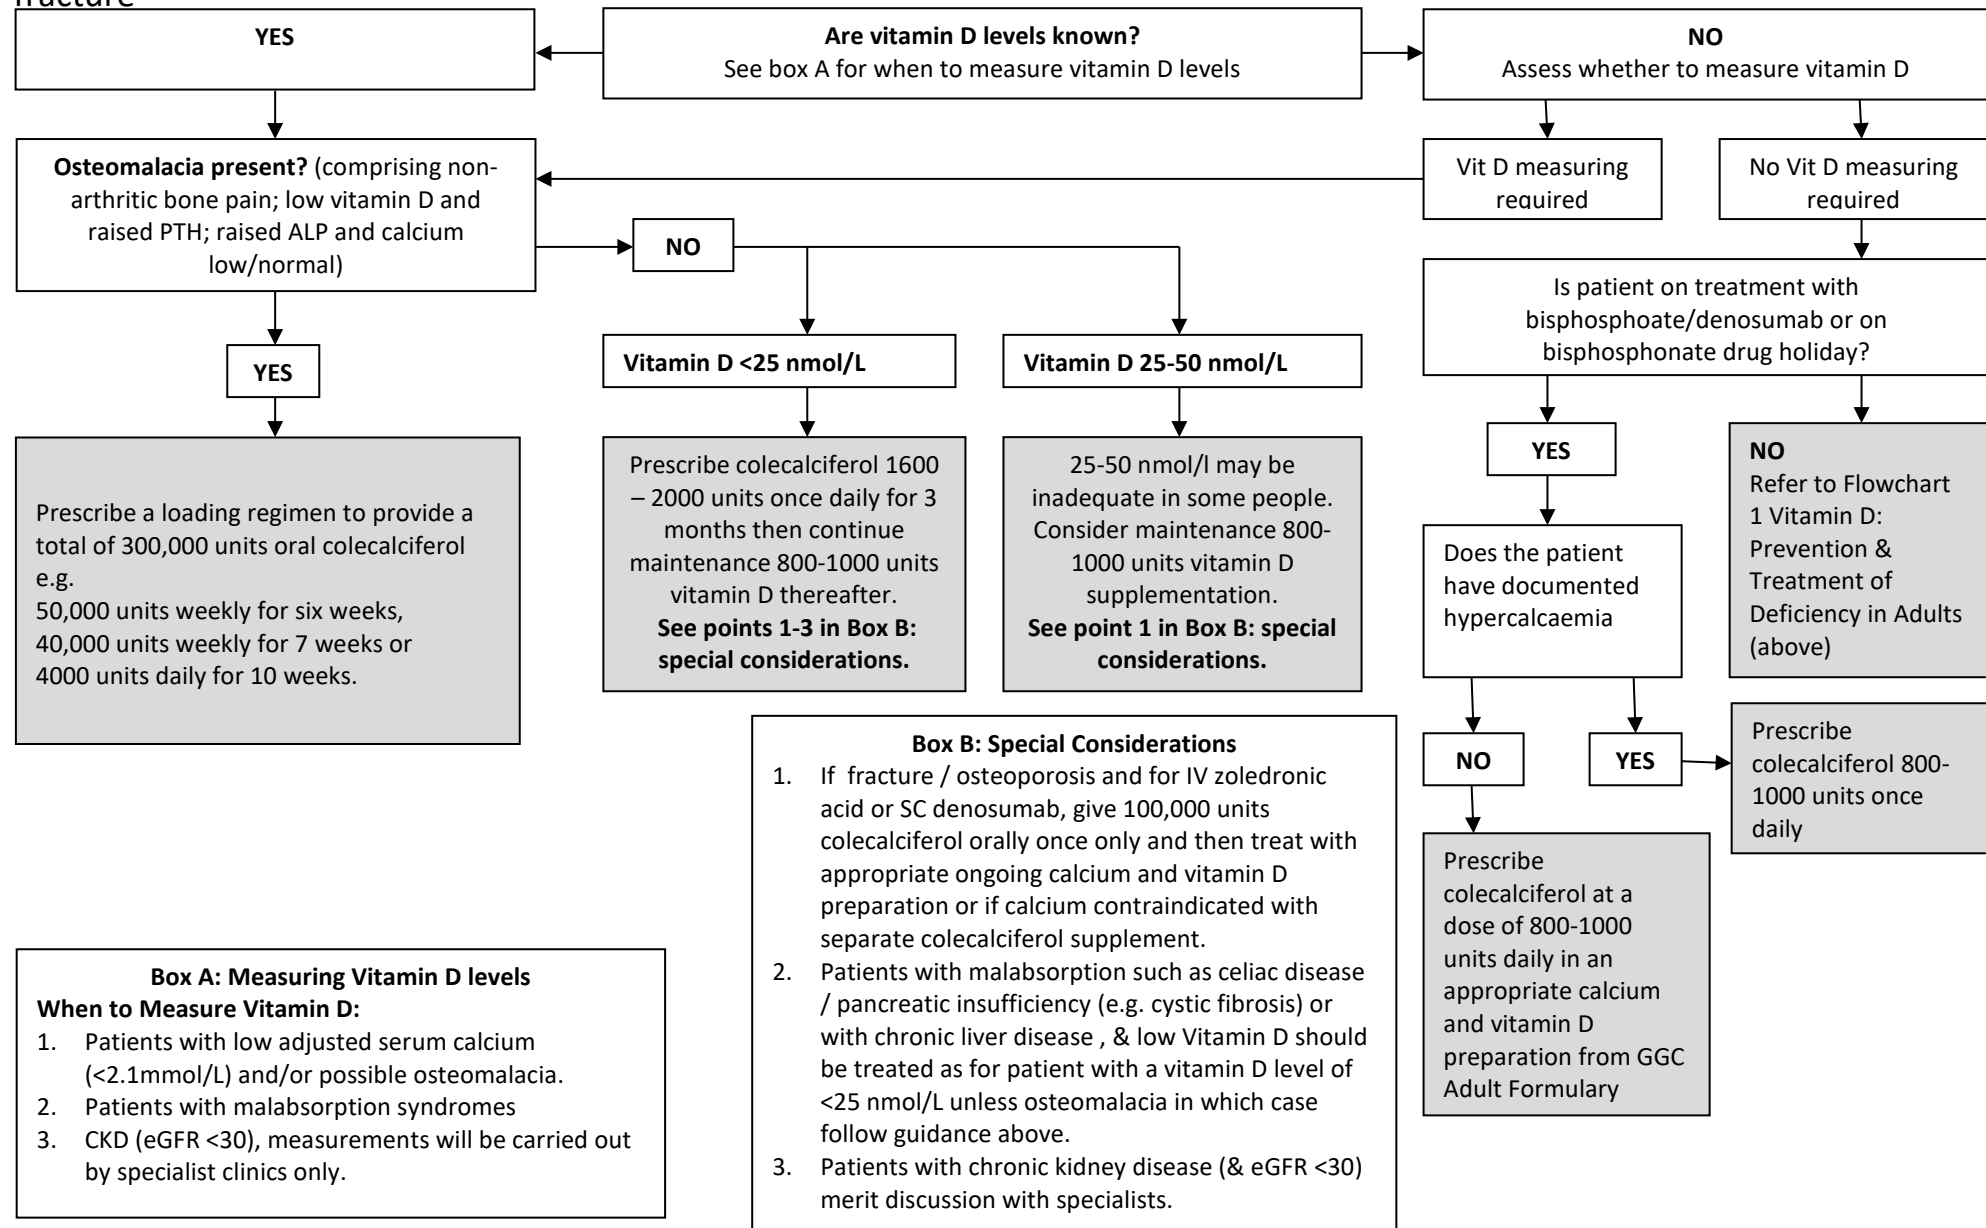 fracture
YES
Are vitamin D levels known?
See box A for when to measure vitamin D levels
NO
Assess whether to measure vitamin D
Osteomalacia present? (comprising non-
arthritic bone pain; low vitamin D and
raised PTH; raised ALP and calcium
low/normal)
Vit D measuring
required
No Vit D measuring
required
NO
Is patient on treatment with
bisphosphoate/denosumab or on
bisphosphonate drug holiday?
YES
Vitamin D <25 nmol/L
Vitamin D 25-50 nmol/L
Prescribe a loading regimen to provide a
total of 300,000 units oral colecalciferol
e.g.
50,000 units weekly for six weeks,
40,000 units weekly for 7 weeks or
4000 units daily for 10 weeks.
Prescribe colecalciferol 1600
– 2000 units once daily for 3
months then continue
maintenance 800-1000 units
vitamin D thereafter.
See points 1-3 in Box B:
special considerations.
25-50 nmol/l may be
inadequate in some people.
Consider maintenance 800-
1000 units vitamin D
supplementation.
See point 1 in Box B: special
considerations.
YES
NO
Refer to Flowchart
1 Vitamin D:
Prevention &
Treatment of
Deficiency in Adults
(above)
Does the patient
have documented
hypercalcaemia
NO
YES
Prescribe
colecalciferol 800-
1000 units once
daily
Prescribe
colecalciferol at a
dose of 800-1000
units daily in an
appropriate calcium
and vitamin D
preparation from GGC
Adult Formulary
Box B: Special Considerations
1. If fracture / osteoporosis and for IV zoledronic
acid or SC denosumab, give 100,000 units
colecalciferol orally once only and then treat with
appropriate ongoing calcium and vitamin D
preparation or if calcium contraindicated with
separate colecalciferol supplement.
2. Patients with malabsorption such as celiac disease
/ pancreatic insufficiency (e.g. cystic fibrosis) or
with chronic liver disease , & low Vitamin D should
be treated as for patient with a vitamin D level of
<25 nmol/L unless osteomalacia in which case
follow guidance above.
3. Patients with chronic kidney disease (& eGFR <30)
merit discussion with specialists.
Box A: Measuring Vitamin D levels
When to Measure Vitamin D:
1. Patients with low adjusted serum calcium
(<2.1mmol/L) and/or possible osteomalacia.
2. Patients with malabsorption syndromes
3. CKD (eGFR <30), measurements will be carried out
by specialist clinics only.